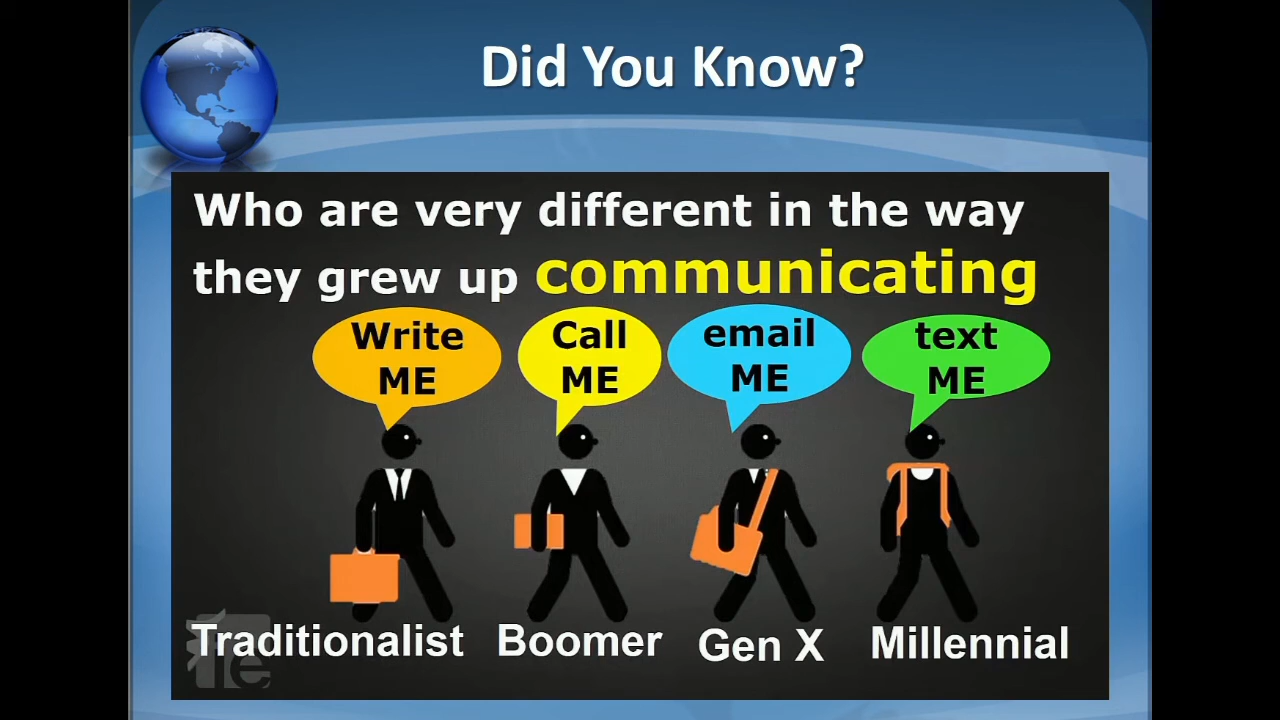 Did You Know?
Who are very different in the way
they grew up communicating
Write
ME
Call
ME
email
ME
text
ME
Traditionalist
Boomer
Gen X
Millennial